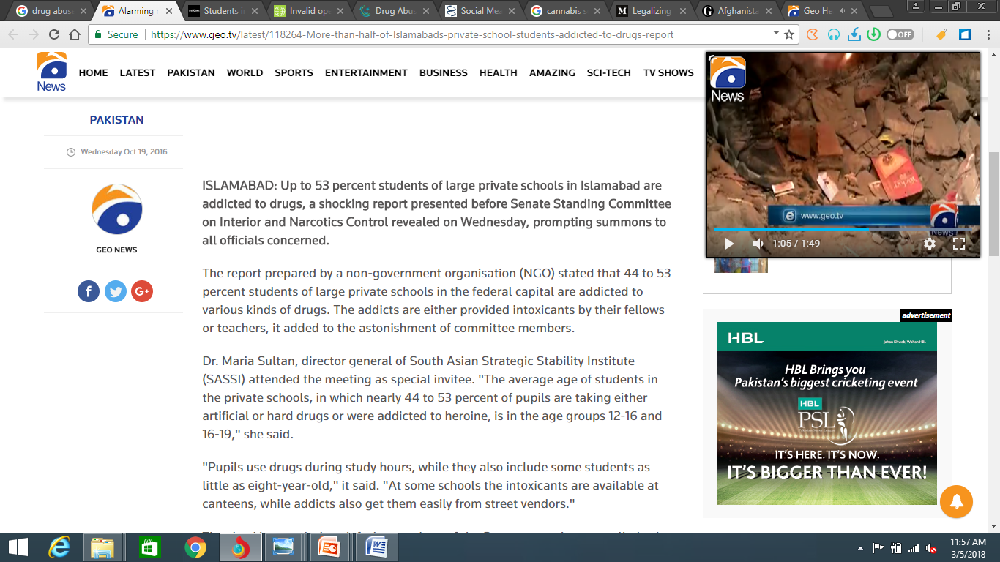 drug abuse
Alarming r
Students i
Invalid ope
Drug Abus
Social Mea
cannabis s
Legalizing
Afghanista
Geo He
Secure
https://www.geo.tv/latest/118264-More-than-half-of-Islamabads-private-school-students-addicted-to-drugs-report
OFF
News
HOME LATEST PAKISTAN WORLD SPORTS ENTERTAINMENT BUSINESS HEALTH AMAZING SCI-TECH TV SHOWS
PAKISTAN
Wednesday Oct 19, 2016
GEO NEWS
ISLAMABAD: Up to 53 percent students of large private schools in Islamabad are
addicted to drugs, a shocking report presented before Senate Standing Committee
on Interior and Narcotics Control revealed on Wednesday, prompting summons to
all officials concerned.
The report prepared by a non-government organisation (NGO) stated that 44 to 53
percent students of large private schools in the federal capital are addicted to
various kinds of drugs. The addicts are either provided intoxicants by their fellows
or teachers, it added to the astonishment of committee members.
Dr. Maria Sultan, director general of South Asian Strategic Stability Institute
(SASSI) attended the meeting as special invitee. "The average age of students in
the private schools, in which nearly 44 to 53 percent of pupils are taking either
artificial or hard drugs or were addicted to heroine, is in the age groups 12-16 and
16-19," she said.
"Pupils use drugs during study hours, while they also include some students as
little as eight-year-old," it said. "At some schools the intoxicants are available at
canteens, while addicts also get them easily from street vendors."
News
www.geo.tv
News
1:05 / 1:49
advertisement
HBL
Jahan Khwab, Wahan HBL
HBL Brings you
Pakistan's biggest cricketing event
HBL
PSL
IT'S HERE. IT'S NOW.
IT'S BIGGER THAN EVER!
11:57 AM
3/5/2018